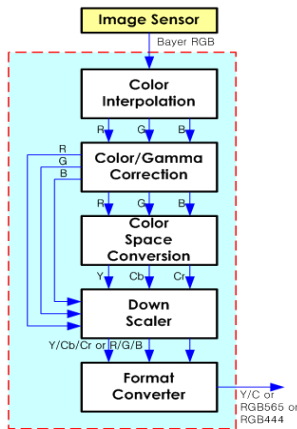 Image Sensor
Bayer RGB
Color
Interpolation
R G B
R
G
B
Color/Gamma
Correction
R G B
Color
Space
Conversion
Y Cb Cr
Down
Scaler
Y/Cb/Cr or R/G/B
Format
Converter
Y/C or
RGB565 or
RGB444